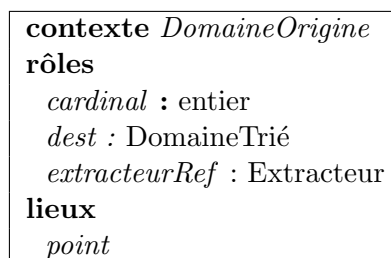 contexte DomaineOrigine
rôles
cardinal : entier
dest : DomaineTrié
extracteurRef : Extracteur
lieux
point